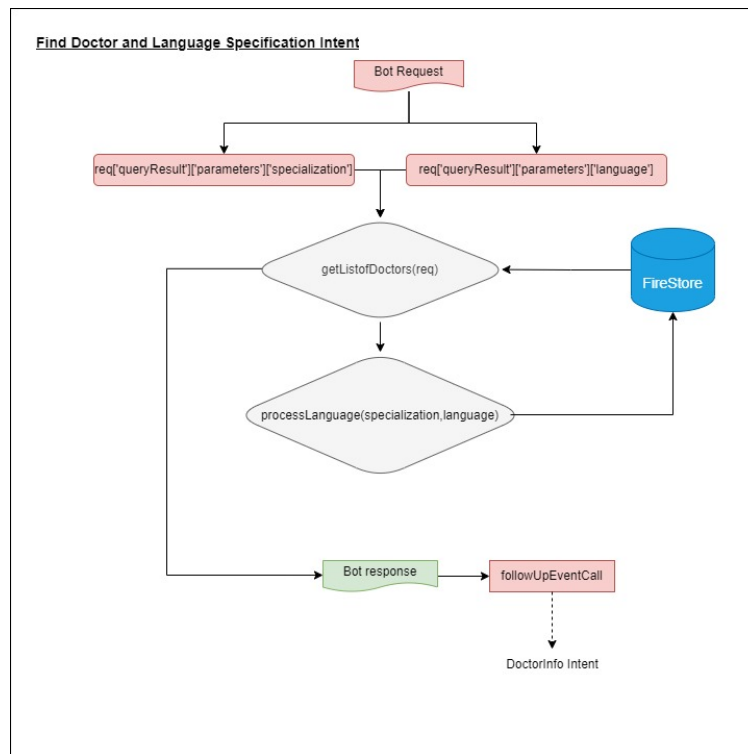 Find Doctor and Language Specification Intent
Bot Request
req['queryResult']['parameters']['specialization']
req['queryResult']['parameters']['language']
getListofDoctors(req)
FireStore
processLanguage(specialization,language)
Bot response
followUpEventCall
DoctorInfo Intent